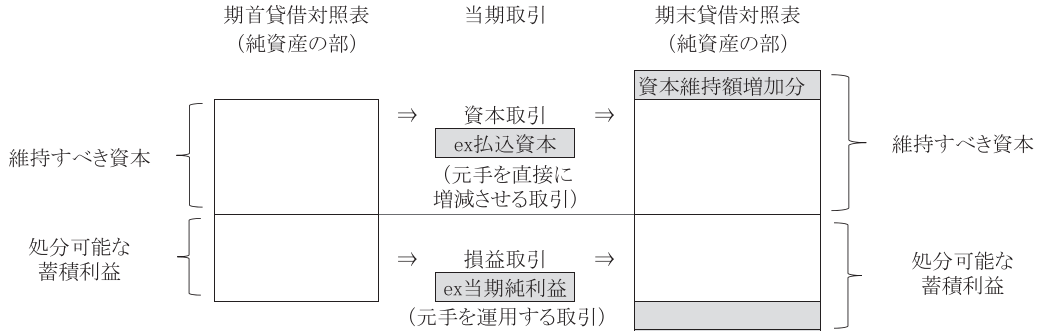 期首貸借対照表
（純資産の部）
当期取引
期末貸借対照表
（純資産の部）
維持すべき資本
⇒
資本取引
⇒
ex払込資本
（元手を直接に
増減させる取引）
資本維持額増加分
維持すべき資本
処分可能な
蓄積利益
⇒
損益取引
⇒
ex当期純利益
（元手を運用する取引）
処分可能な
蓄積利益